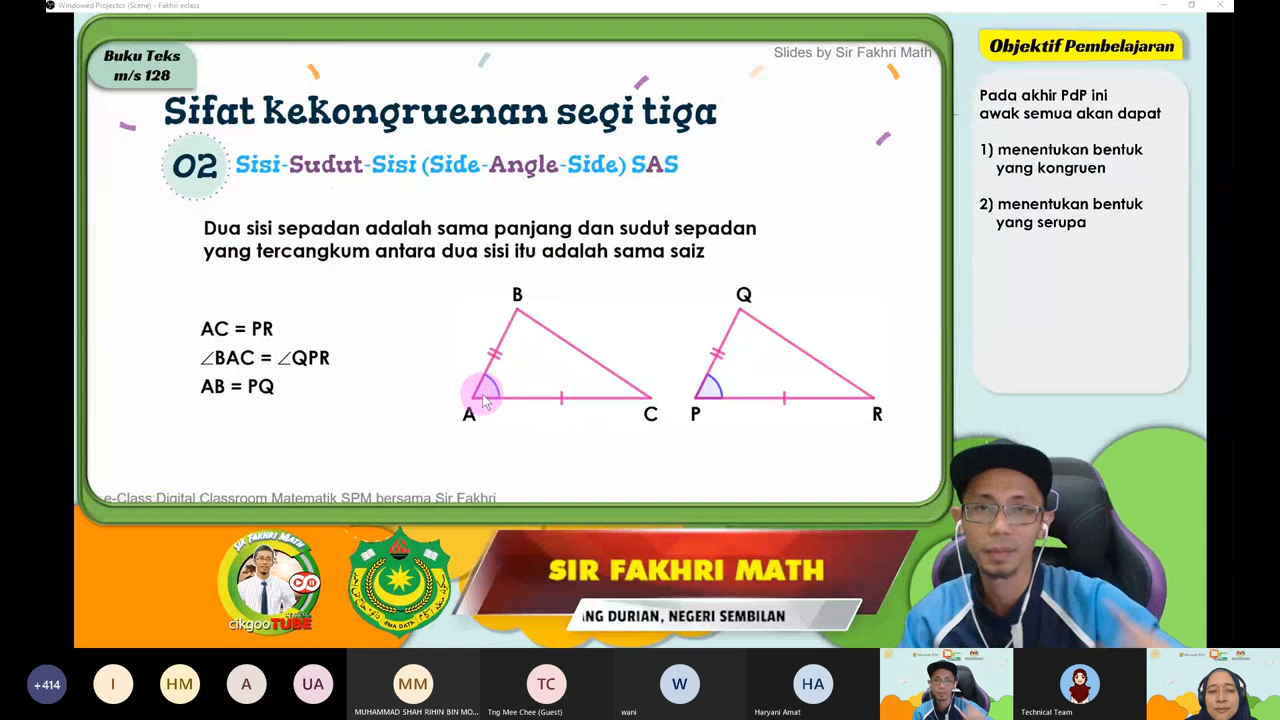 Windowed Projector (Scene) - Fakhri eclass
Buku Teks
m/s 128
Slides by Sir Fakhri Math
Sifat kekongruenan segi tiga
02
Sisi-Sudut-Sisi (Side-Angle-Side) SAS
Dua sisi sepadan adalah sama panjang dan sudut sepadan
yang tercangkum antara dua sisi itu adalah sama saiz
AC = PR
∠BAC = ∠QPR
AB = PQ
B
A
C
Q
P
R
e-Class Digital Classroom Matematik SPM bersama Sir Fakhri
Objektif Pembelajaran
Pada akhir PdP ini
awak semua akan dapat
1) menentukan bentuk
yang kongruen
2) menentukan bentuk
yang serupa
SIR FAKHRI MATH
cikgooTUBE
SMA DATA
SIR FAKHRI MATH
NG DURIAN, NEGERI SEMBILAN
+414
I
HM
A
UA
MM
MUHAMMAD SHAH RIHIN BIN MO...
TC
Tng Mee Chee (Guest)
W
wani
HA
Haryani Amat
Technical Team